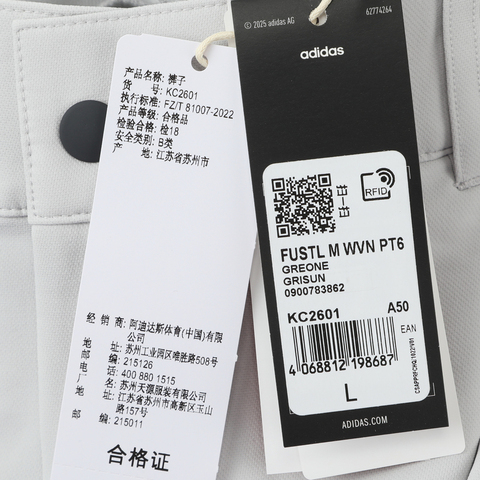 产品名称: 裤子
货 号: KC2601
执行标准: FZ/T 81007-2022
产品等级: 合格品
检验合格: 检18
安全类别: B类
产 地: 江苏省苏州市
经 销 商: 阿迪达斯体育(中国)有限
公司
地 址: 苏州工业园区唯胜路508号
邮 编: 215126
电 话: 400 880 1515
厂 名: 苏州天源服装有限公司
地 址: 江苏省苏州市高新区玉山
路157号
邮 编: 215011
合格证
© 2025 adidas AG
62774264
adidas
RFID
FUSTL M WVN PT6
GREONE
GRISUN
0900783862
KC2601 A50
EAN
4 068812 198687
L
ADIDAS.COM